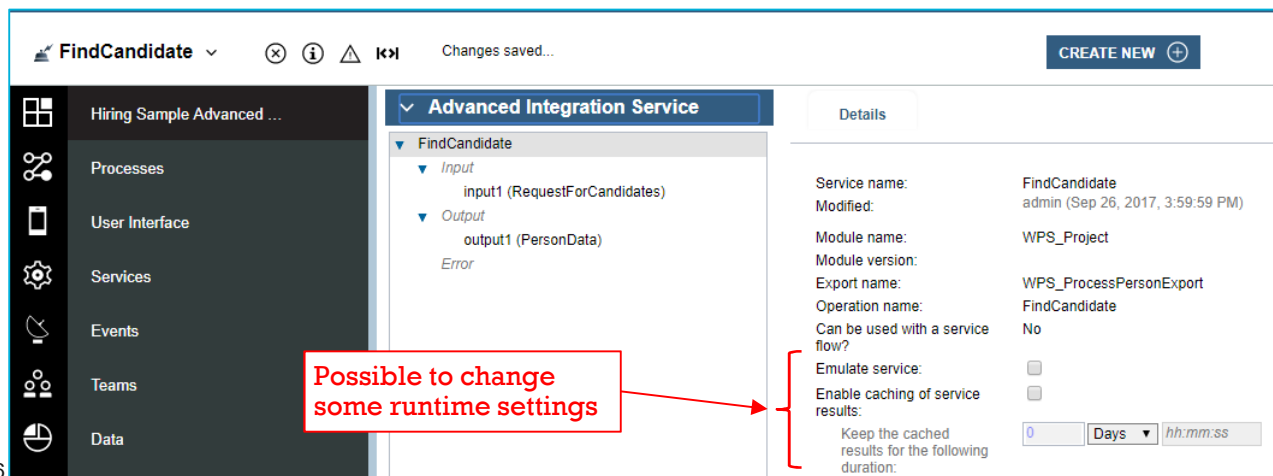 FindCandidate
Changes saved...
CREATE NEW
Hiring Sample Advanced ...
Processes
User Interface
Services
Events
Teams
Data
Advanced Integration Service
FindCandidate
Input
input1 (RequestForCandidates)
Output
output1 (PersonData)
Error
Possible to change
some runtime settings
Details
Service name: FindCandidate
Modified: admin (Sep 26, 2017, 3:59:59 PM)
Module name: WPS_Project
Module version:
Export name: WPS_ProcessPersonExport
Operation name: FindCandidate
Can be used with a service No
flow?
Emulate service:
Enable caching of service
results:
Keep the cached 0 Days hh:mm:ss
results for the following
duration: